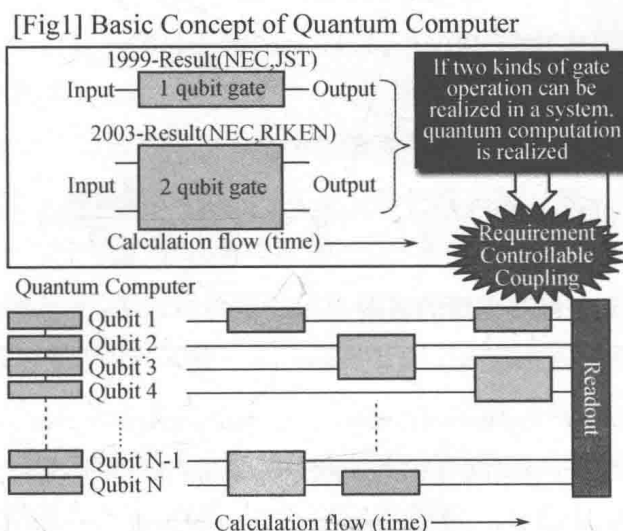 [Fig1] Basic Concept of Quantum Computer
1999-Result(NEC,JST)
Input
1 qubit gate
Output
2003-Result(NEC,RIKEN)
Input
2 qubit gate
Output
Calculation flow (time)
If two kinds of gate
operation can be
realized in a system,
quantum computation
is realized
Requirement
Controllable
Coupling
Quantum Computer
Qubit 1
Qubit 2
Qubit 3
Qubit 4
Qubit N-1
Qubit N
Readout
Calculation flow (time)